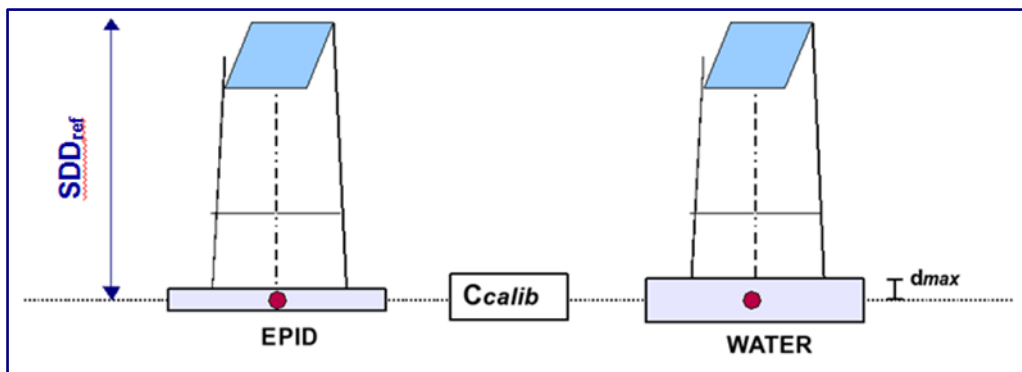 SDDref
Ccalib
dmax
EPID
WATER